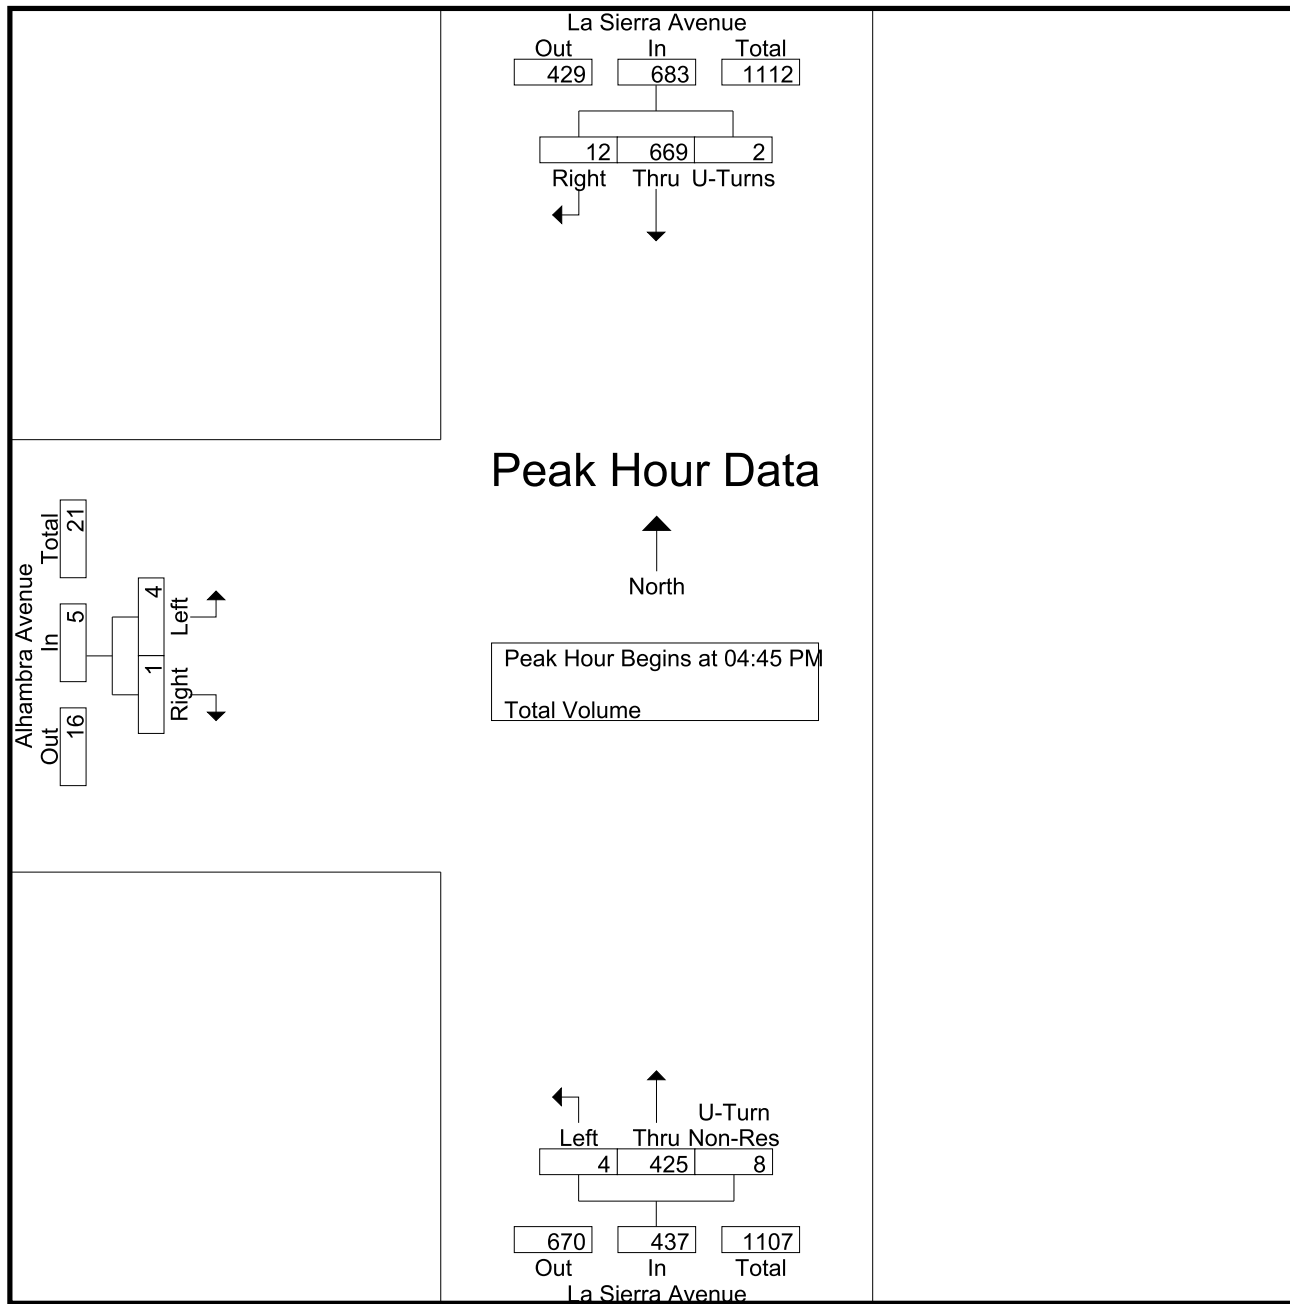 La Sierra Avenue
Out In Total
429 683 1112
12 669 2
Right Thru U-Turns
Peak Hour Data
North
Peak Hour Begins at 04:45 PM
Total Volume
Alhambra Avenue
Out In Total
16 5 21
1 4
Right Left
U-Turn
Left Thru Non-Res
4 425 8
670 437 1107
Out In Total
La Sierra Avenue